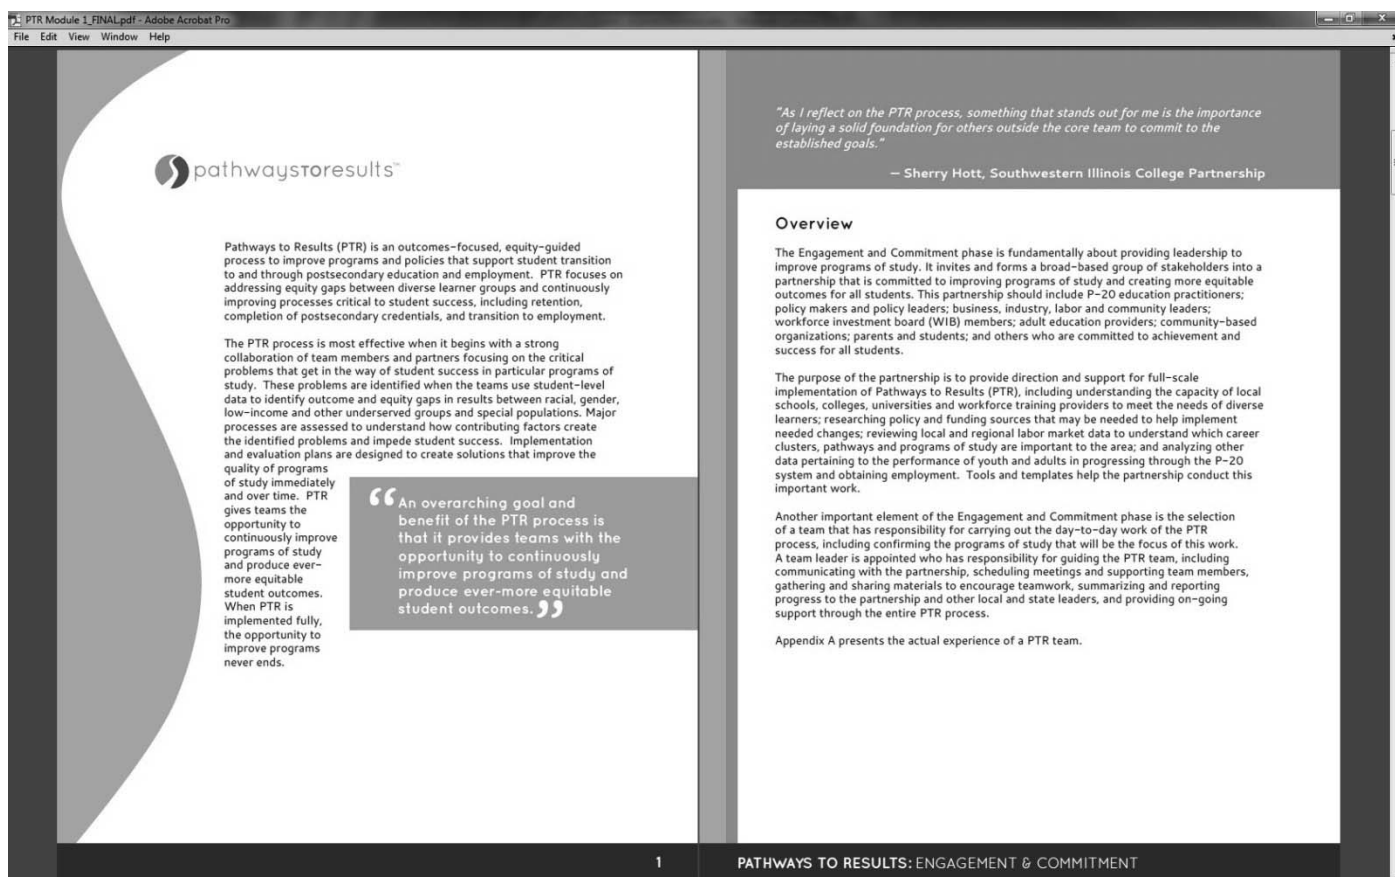 PTR Module 1_FINAL.pdf - Adobe Acrobat Pro
File Edit View Window Help
pathwaysTOresults™
Pathways to Results (PTR) is an outcomes-focused, equity-guided
process to improve programs and policies that support student transition
to and through postsecondary education and employment. PTR focuses on
addressing equity gaps between diverse learner groups and continuously
improving processes critical to student success, including retention,
completion of postsecondary credentials, and transition to employment.
The PTR process is most effective when it begins with a strong
collaboration of team members and partners focusing on the critical
problems that get in the way of student success in particular programs of
study. These problems are identified when the teams use student-level
data to identify outcome and equity gaps in results between racial, gender,
low-income and other underserved groups and special populations. Major
processes are assessed to understand how contributing factors create
the identified problems and impede student success. Implementation
and evaluation plans are designed to create solutions that improve the
quality of programs
of study immediately
and over time. PTR
gives teams the
opportunity to
continuously improve
programs of study
and produce ever-
more equitable
student outcomes.
When PTR is
implemented fully,
the opportunity to
improve programs
never ends.
“An overarching goal and
benefit of the PTR process is
that it provides teams with the
opportunity to continuously
improve programs of study and
produce ever-more equitable
student outcomes.”
1
"As I reflect on the PTR process, something that stands out for me is the importance
of laying a solid foundation for others outside the core team to commit to the
established goals."
— Sherry Hott, Southwestern Illinois College Partnership
Overview
The Engagement and Commitment phase is fundamentally about providing leadership to
improve programs of study. It invites and forms a broad-based group of stakeholders into a
partnership that is committed to improving programs of study and creating more equitable
outcomes for all students. This partnership should include P-20 education practitioners;
policy makers and policy leaders; business, industry, labor and community leaders;
workforce investment board (WIB) members; adult education providers; community-based
organizations; parents and students; and others who are committed to achievement and
success for all students.
The purpose of the partnership is to provide direction and support for full-scale
implementation of Pathways to Results (PTR), including understanding the capacity of local
schools, colleges, universities and workforce training providers to meet the needs of diverse
learners; researching policy and funding sources that may be needed to help implement
needed changes; reviewing local and regional labor market data to understand which career
clusters, pathways and programs of study are important to the area; and analyzing other
data pertaining to the performance of youth and adults in progressing through the P-20
system and obtaining employment. Tools and templates help the partnership conduct this
important work.
Another important element of the Engagement and Commitment phase is the selection
of a team that has responsibility for carrying out the day-to-day work of the PTR
process, including confirming the programs of study that will be the focus of this work.
A team leader is appointed who has responsibility for guiding the PTR team, including
communicating with the partnership, scheduling meetings and supporting team members,
gathering and sharing materials to encourage teamwork, summarizing and reporting
progress to the partnership and other local and state leaders, and providing on-going
support through the entire PTR process.
Appendix A presents the actual experience of a PTR team.
PATHWAYS TO RESULTS: ENGAGEMENT & COMMITMENT